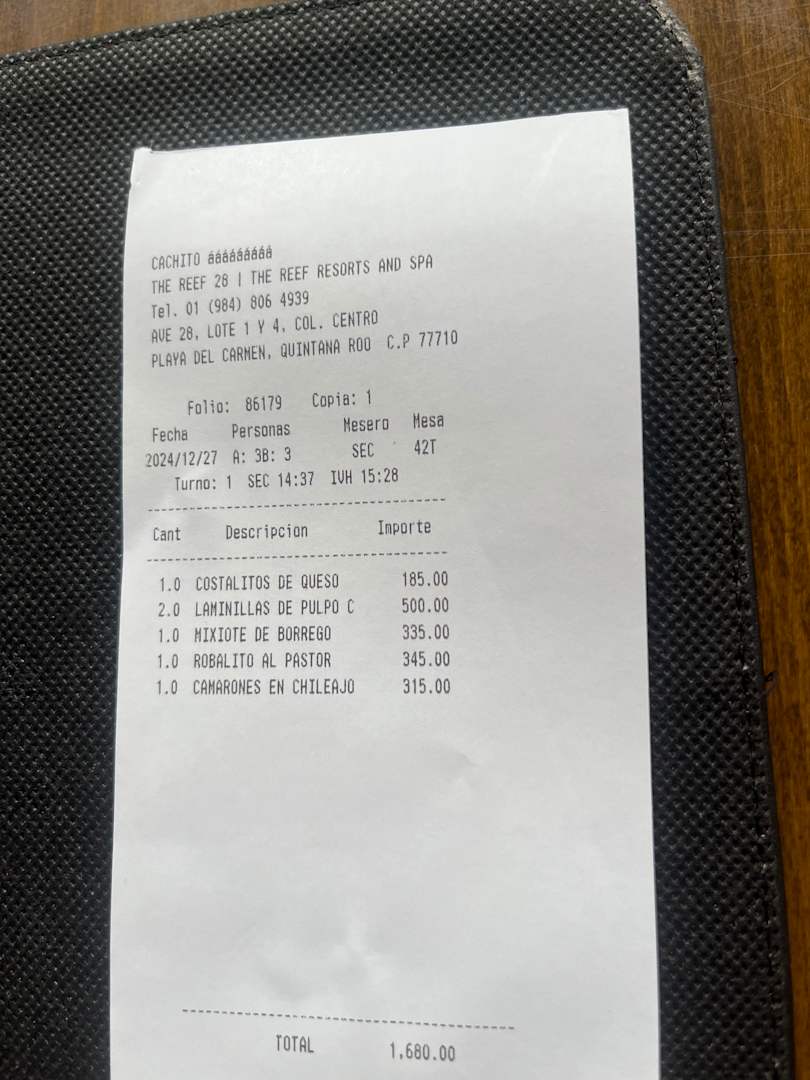 CACHITO ááááááááá
THE REEF 28 | THE REEF RESORTS AND SPA
Tel. 01 (984) 806 4939
AVE 28, LOTE 1 Y 4, COL. CENTRO
PLAYA DEL CARMEN, QUINTANA ROO C.P 77710
Folio: 86179 Copia: 1
Fecha Personas Mesero Mesa
2024/12/27 A: 3B: 3 SEC 42T
Turno: 1 SEC 14:37 IVH 15:28
Cant Descripcion Importe
1.0 COSTALITOS DE QUESO 185.00
2.0 LAMINILLAS DE PULPO C 500.00
1.0 MIXIOTE DE BORREGO 335.00
1.0 ROBALITO AL PASTOR 345.00
1.0 CAMARONES EN CHILEAJO 315.00
TOTAL 1,680.00